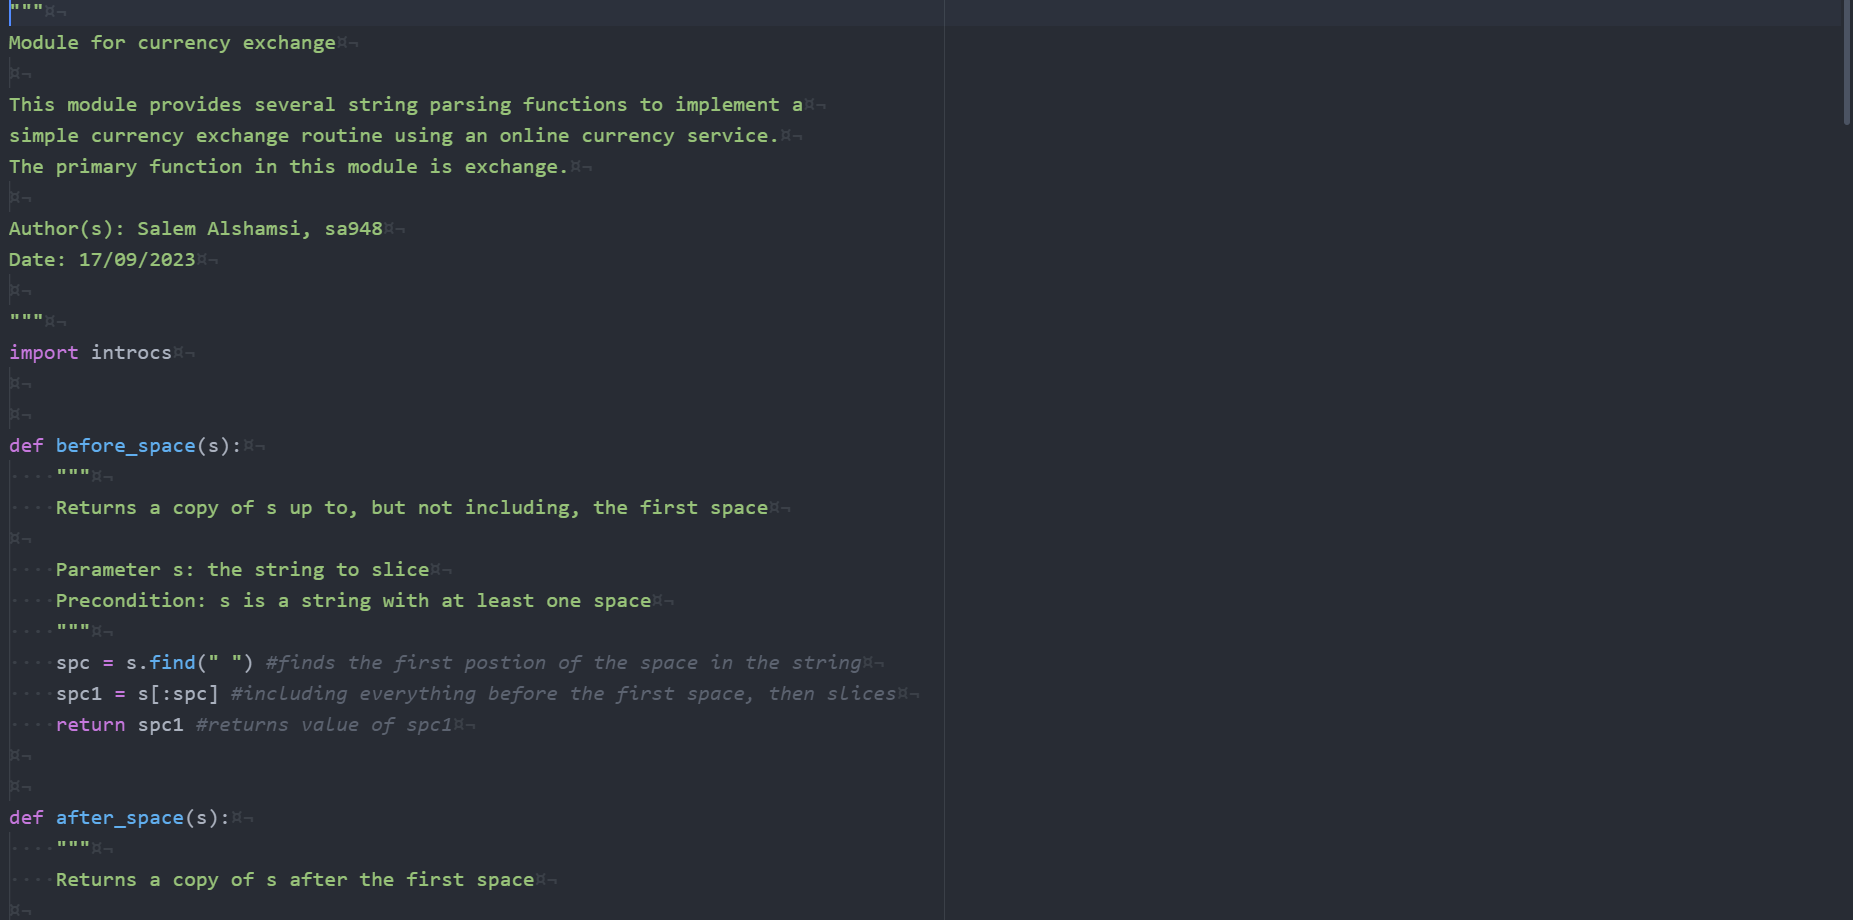 """
Module for currency exchange
This module provides several string parsing functions to implement a
simple currency exchange routine using an online currency service.
The primary function in this module is exchange.
Author(s): Salem Alshamsi, sa948
Date: 17/09/2023
"""
import introcs
def before_space(s):
"""
Returns a copy of s up to, but not including, the first space
Parameter s: the string to slice
Precondition: s is a string with at least one space
"""
spc = s.find(" ") #finds the first postion of the space in the string
spc1 = s[:spc] #including everything before the first space, then slices
return spc1 #returns value of spc1
def after_space(s):
"""
Returns a copy of s after the first space